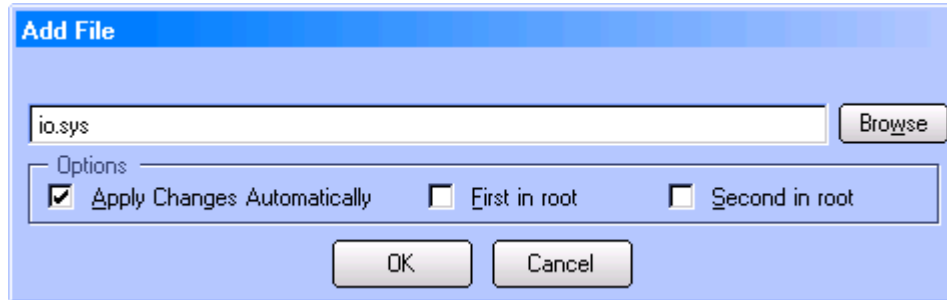 Add File
io.sys Browse
Options
Apply Changes Automatically First in root Second in root
OK Cancel